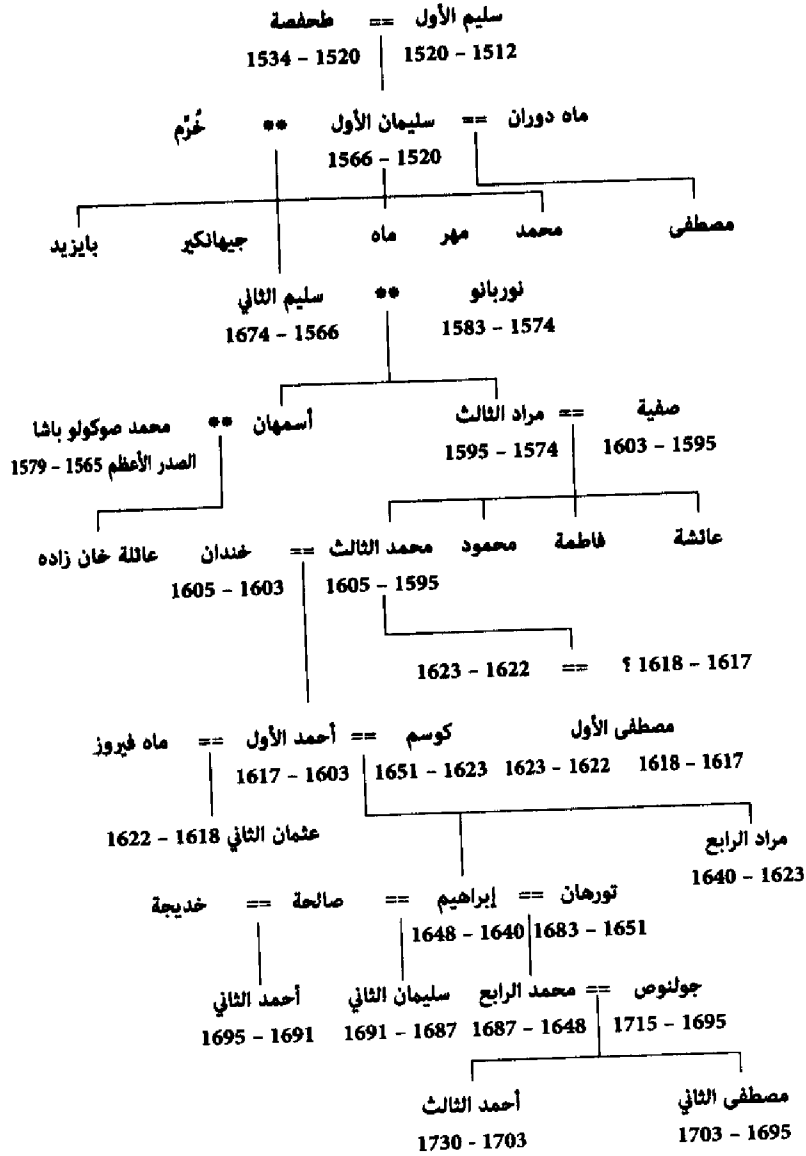 سليم الأول == طحفصة
1512 – 1520 1520 – 1534
ماه دوران == سليمان الأول ** خُرَّم
1520 – 1566
مصطفى محمد مهر ماه جيهانكير بايزيد
نوربانو ** سليم الثاني
1574 – 1583 1566 – 1674
صفية == مراد الثالث أسمهان ** محمد صوكولو باشا
1595 – 1603 1574 – 1595 الصدر الأعظم 1565 – 1579
عائشة فاطمة محمود محمد الثالث == خندان عائلة خان زاده
1595 – 1605 1603 – 1605
1617 – 1618 ؟ == 1622 – 1623
مصطفى الأول كوسم == أحمد الأول == ماه فيروز
1617 – 1618 1622 – 1623 1623 – 1651 1603 – 1617
مراد الرابع عثمان الثاني 1618 – 1622
1623 – 1640
تورهان == إبراهيم == صالحة == خديجة
1651 – 1683 1640 – 1648
جولنوص == محمد الرابع سليمان الثاني أحمد الثاني
1695 – 1715 1648 – 1687 1687 – 1691 1691 – 1695
مصطفى الثاني أحمد الثالث
1695 – 1703 1703 - 1730